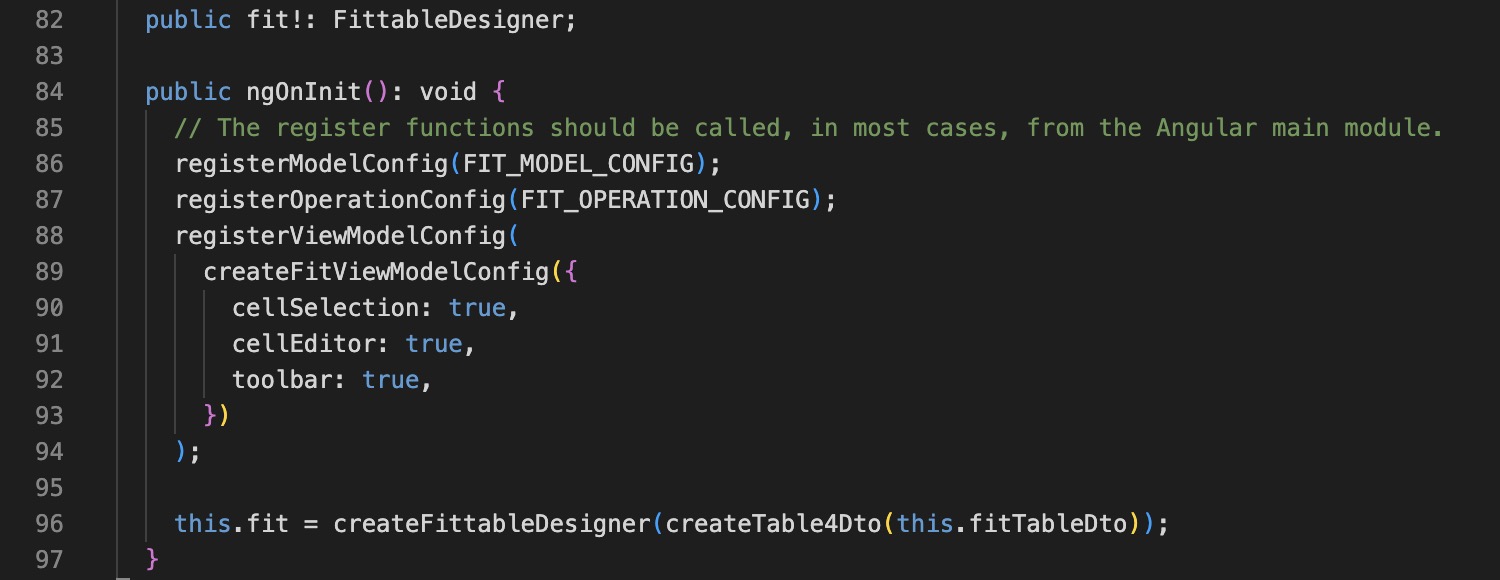 82 public fit!: FittableDesigner;
83
84 public ngOnInit(): void {
85 // The register functions should be called, in most cases, from the Angular main module.
86 registerModelConfig(FIT_MODEL_CONFIG);
87 registerOperationConfig(FIT_OPERATION_CONFIG);
88 registerViewModelConfig(
89 createFitViewModelConfig({
90 cellSelection: true,
91 cellEditor: true,
92 toolbar: true,
93 })
94 );
95
96 this.fit = createFittableDesigner(createTable4Dto(this.fitTableDto));
97 }